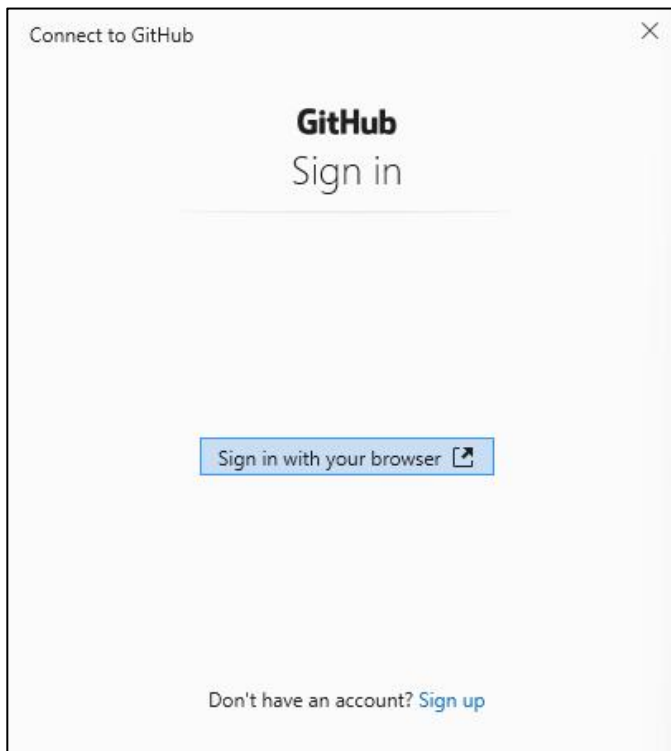 Connect to GitHub
GitHub
Sign in
Sign in with your browser
Don't have an account? Sign up